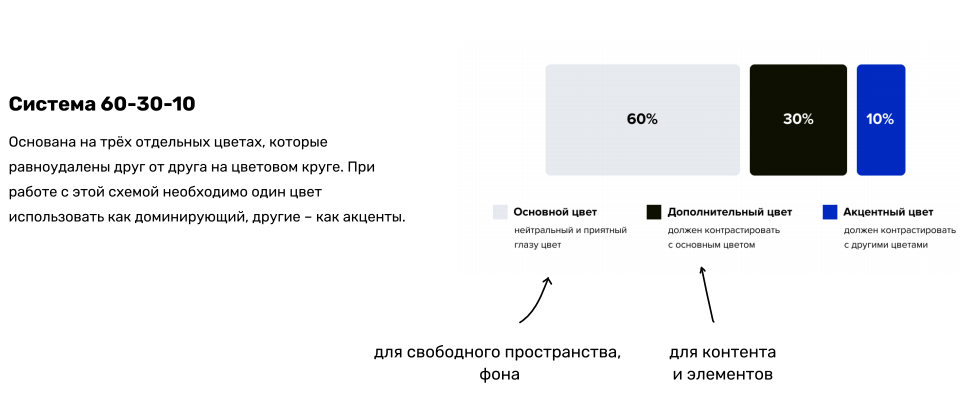 Система 60-30-10
Основана на трёх отдельных цветах, которые
равноудалены друг от друга на цветовом круге. При
работе с этой схемой необходимо один цвет
использовать как доминирующий, другие – как акценты.
60%
30%
10%
Основной цвет
нейтральный и приятный
глазу цвет
Дополнительный цвет
должен контрастировать
с основным цветом
Акцентный цвет
должен контрастировать
с другими цветами
для свободного пространства,
фона
для контента
и элементов